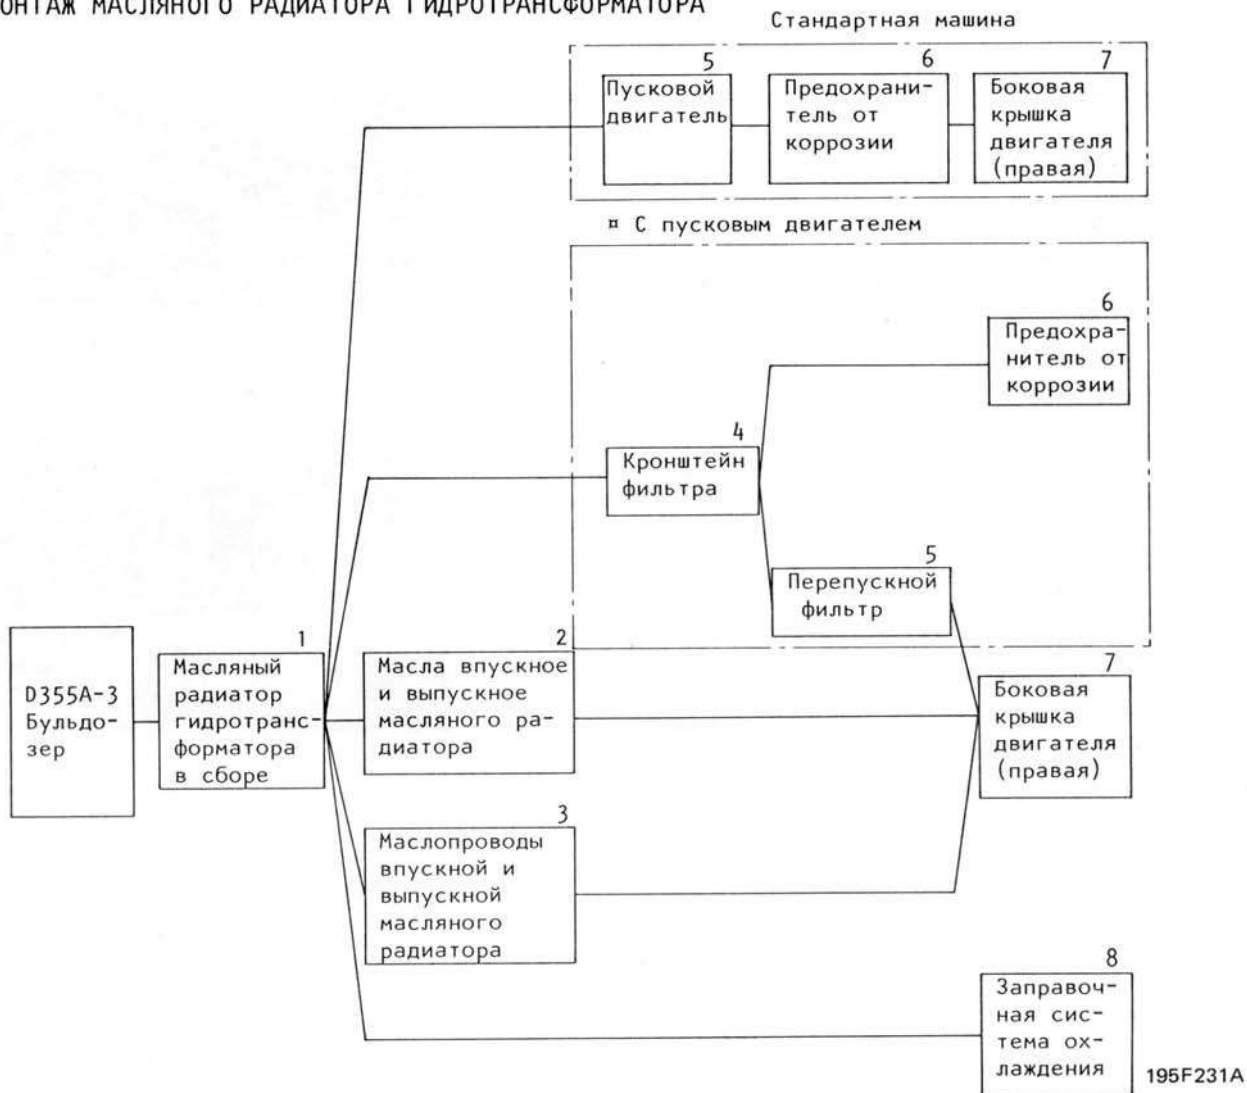 ОНТАЖ МАСЛЯНОГО РАДИАТОРА ГИДРОТРАНСФОРМАТОРА
Стандартная машина
5
Пусковой
двигатель
6
Предохрани-
тель от
коррозии
7
Боковая
крышка
двигателя
(правая)
¤ С пусковым двигателем
6
Предохра-
нитель от
коррозии
4
Кронштейн
фильтра
5
Перепускной
фильтр
D355A-3
Бульдо-
зер
1
Масляный
радиатор
гидротранс-
форматора
в сборе
2
Масла впускное
и выпускное
масляного ра-
диатора
7
Боковая
крышка
двигателя
(правая)
3
Маслопроводы
впускной и
выпускной
масляного
радиатора
8
Заправоч-
ная сис-
тема ох-
лаждения
195F231A